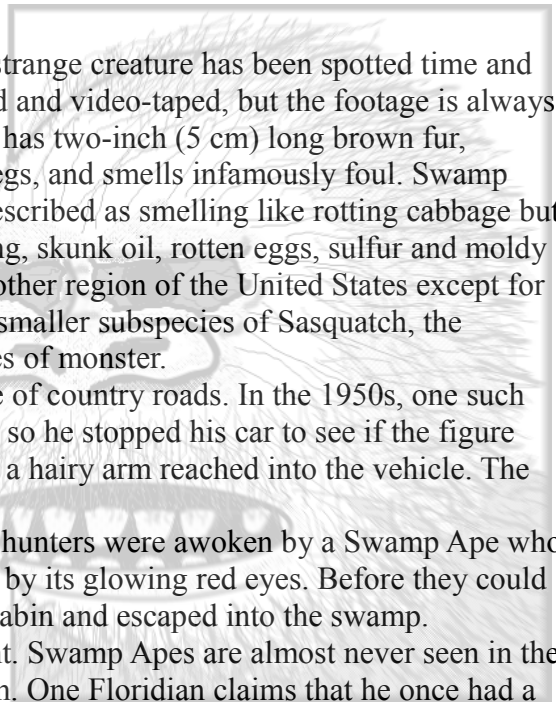 strange creature has been spotted time and
d and video-taped, but the footage is always
has two-inch (5 cm) long brown fur,
egs, and smells infamously foul. Swamp
escribed as smelling like rotting cabbage but
ng, skunk oil, rotten eggs, sulfur and moldy
other region of the United States except for
smaller subspecies of Sasquatch, the
es of monster.
e of country roads. In the 1950s, one such
so he stopped his car to see if the figure
a hairy arm reached into the vehicle. The
hunters were awoken by a Swamp Ape who
by its glowing red eyes. Before they could
abin and escaped into the swamp.
nt. Swamp Apes are almost never seen in the
n. One Floridian claims that he once had a